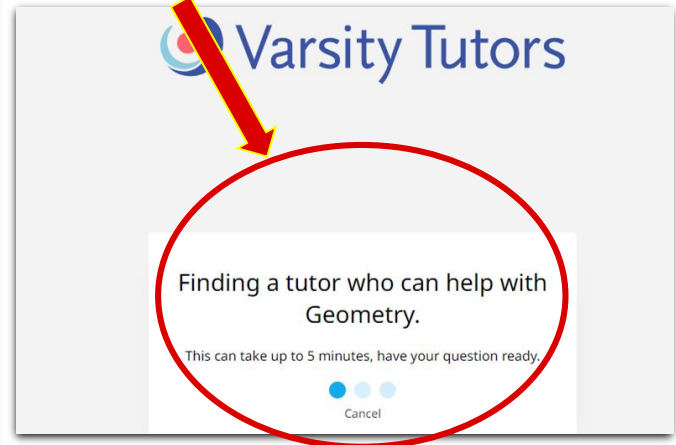 Varsity Tutors
Finding a tutor who can help with
Geometry.
This can take up to 5 minutes, have your question ready.
Cancel